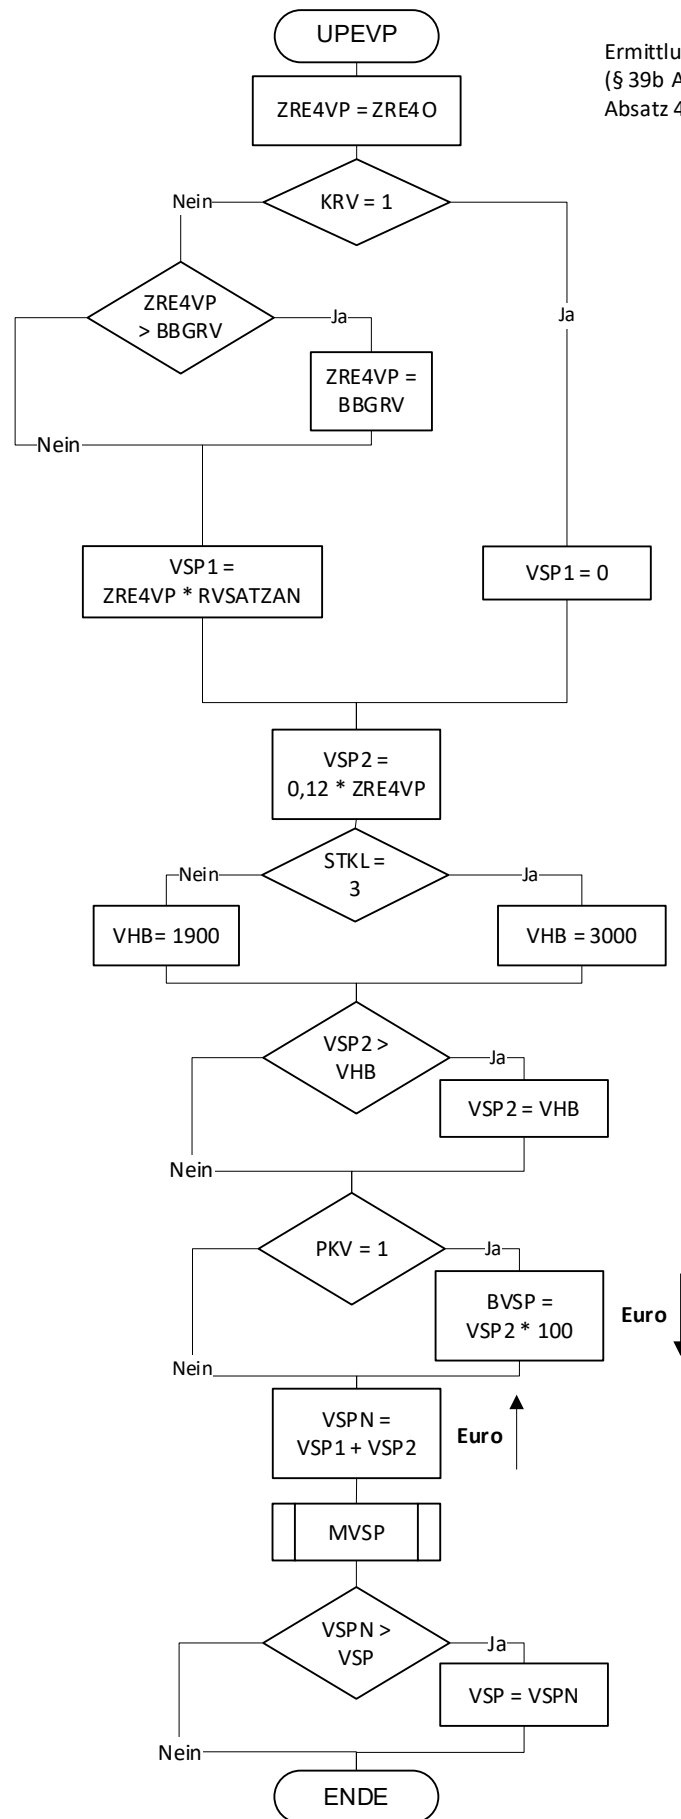 UPEVP
Ermittlu
(§ 39b A
Absatz 4
ZRE4VP = ZRE4O
KRV = 1
Nein
Ja
ZRE4VP
> BBGRV
Ja
ZRE4VP =
BBGRV
Nein
VSP1 =
ZRE4VP * RVSATZAN
VSP1 = 0
VSP2 =
0,12 * ZRE4VP
STKL =
3
Nein
Ja
VHB= 1900
VHB = 3000
VSP2 >
VHB
Ja
VSP2 = VHB
Nein
PKV = 1
Ja
BVSP =
VSP2 * 100
Euro
Nein
VSPN =
VSP1 + VSP2
Euro
MVSP
VSPN >
VSP
Ja
VSP = VSPN
Nein
ENDE